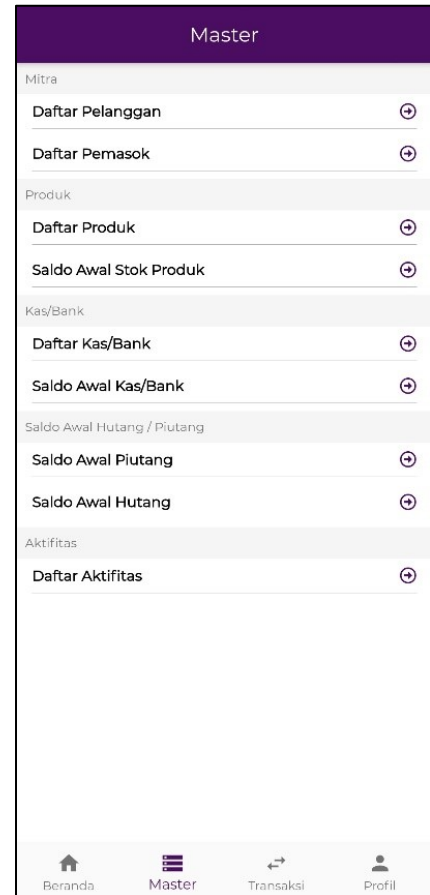 Master
Mitra
Daftar Pelanggan
Daftar Pemasok
Produk
Daftar Produk
Saldo Awal Stok Produk
Kas/Bank
Daftar Kas/Bank
Saldo Awal Kas/Bank
Saldo Awal Hutang / Piutang
Saldo Awal Piutang
Saldo Awal Hutang
Aktifitas
Daftar Aktifitas
Beranda Master Transaksi Profil